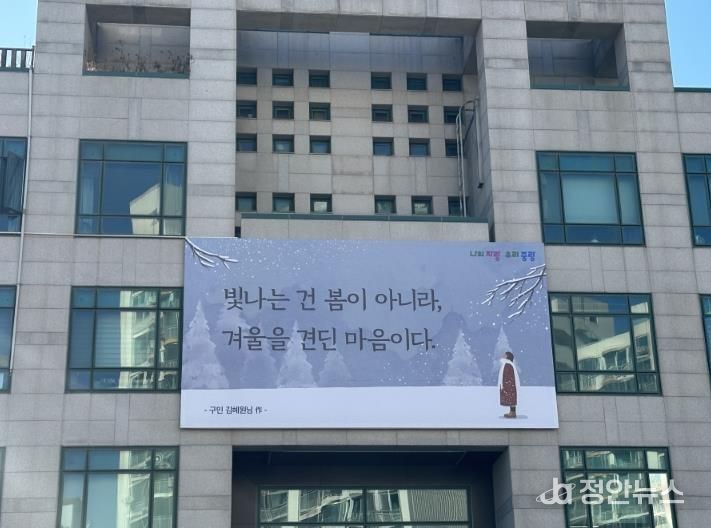 나의 자랑 우리 중랑
빛나는 건 봄이 아니라,
겨울을 견딘 마음이다.
- 구민 김혜원님 作 -
정안뉴스